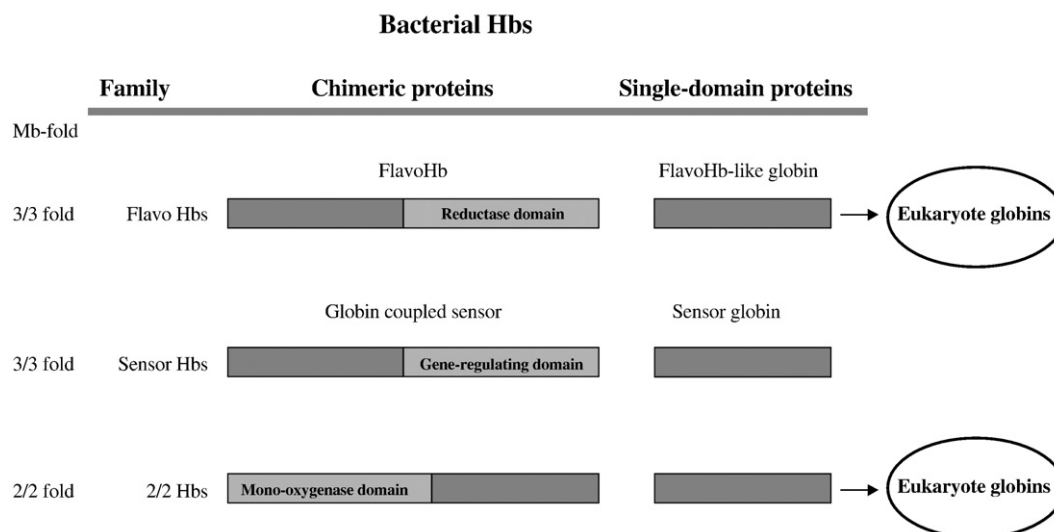 Bacterial Hbs
Family Chimeric proteins Single-domain proteins
Mb-fold
FlavoHb FlavoHb-like globin
3/3 fold Flavo Hbs Reductase domain Eukaryote globins
Globin coupled sensor Sensor globin
3/3 fold Sensor Hbs Gene-regulating domain
2/2 fold 2/2 Hbs Mono-oxygenase domain Eukaryote globins